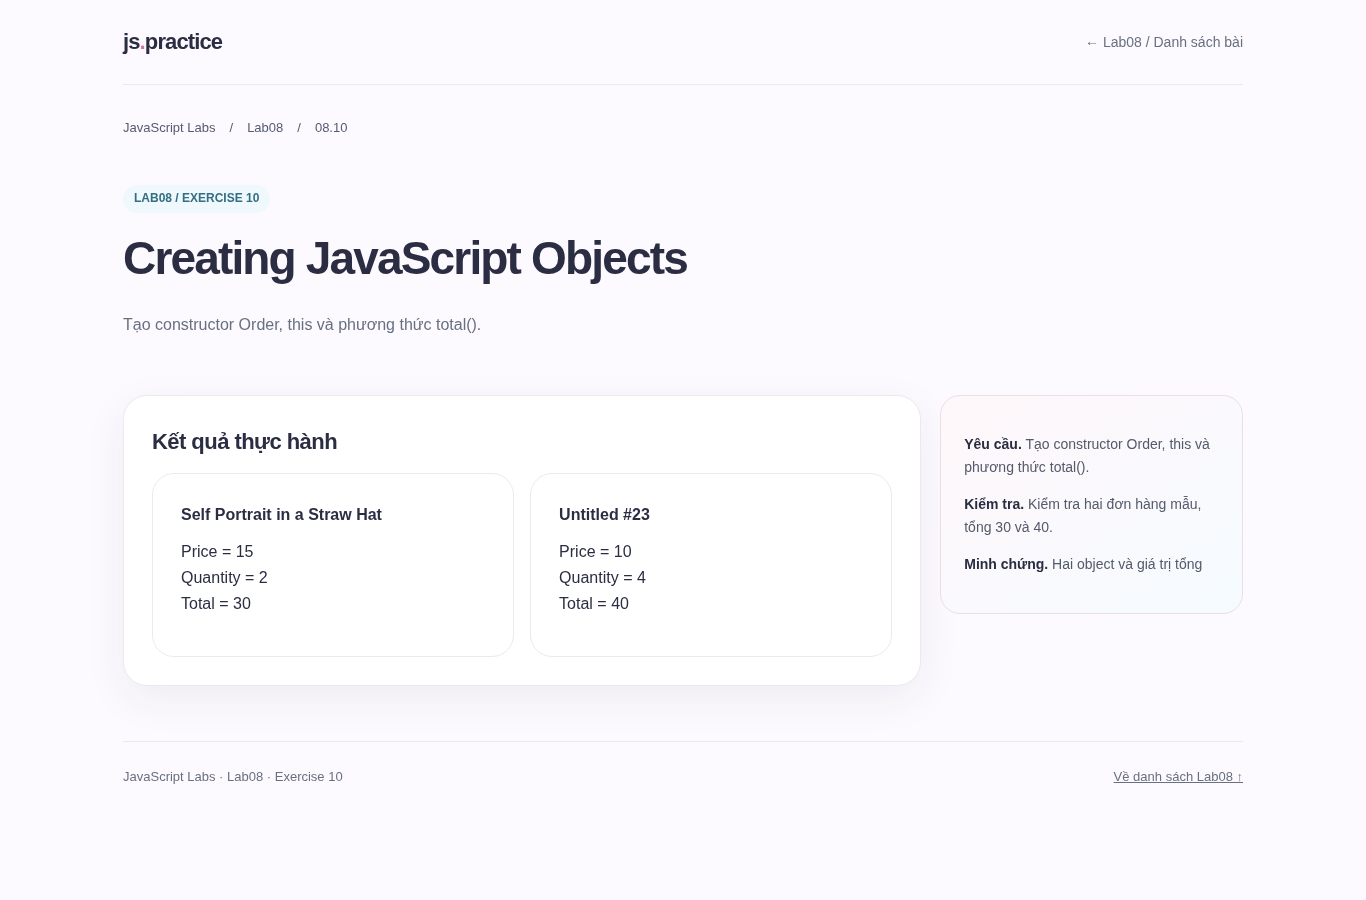 js.practice
← Lab08 / Danh sách bài
JavaScript Labs / Lab08 / 08.10
LAB08 / EXERCISE 10
Creating JavaScript Objects
Tạo constructor Order, this và phương thức total().
Kết quả thực hành
Self Portrait in a Straw Hat
Price = 15
Quantity = 2
Total = 30
Untitled #23
Price = 10
Quantity = 4
Total = 40
Yêu cầu. Tạo constructor Order, this và
phương thức total().
Kiểm tra. Kiểm tra hai đơn hàng mẫu,
tổng 30 và 40.
Minh chứng. Hai object và giá trị tổng
JavaScript Labs · Lab08 · Exercise 10
Về danh sách Lab08 ↑